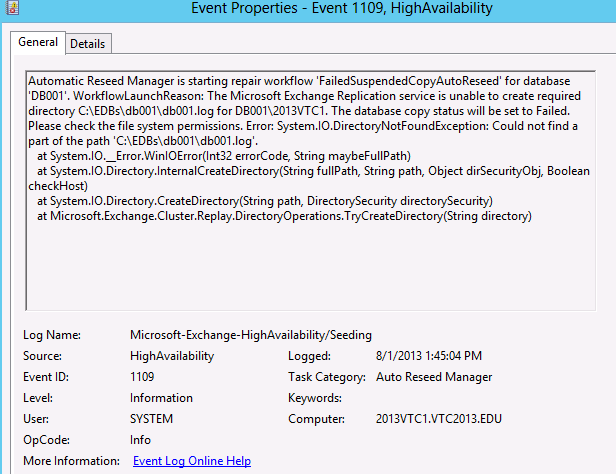 Event Properties - Event 1109, HighAvailability
General
Details
Automatic Reseed Manager is starting repair workflow 'FailedSuspendedCopyAutoReseed' for database
'DB001'. WorkflowLaunchReason: The Microsoft Exchange Replication service is unable to create required
directory C:\EDBs\db001\db001.log for DB001\2013VTC1. The database copy status will be set to Failed.
Please check the file system permissions. Error: System.IO.DirectoryNotFoundException: Could not find a
part of the path 'C:\EDBs\db001\db001.log'.
at System.IO.__Error.WinIOError(Int32 errorCode, String maybeFullPath)
at System.IO.Directory.InternalCreateDirectory(String fullPath, String path, Object dirSecurityObj, Boolean
checkHost)
at System.IO.Directory.CreateDirectory(String path, DirectorySecurity directorySecurity)
at Microsoft.Exchange.Cluster.Replay.DirectoryOperations.TryCreateDirectory(String directory)
Log Name: Microsoft-Exchange-HighAvailability/Seeding
Source: HighAvailability Logged: 8/1/2013 1:45:04 PM
Event ID: 1109 Task Category: Auto Reseed Manager
Level: Information Keywords:
User: SYSTEM Computer: 2013VTC1.VTC2013.EDU
OpCode: Info
More Information: Event Log Online Help